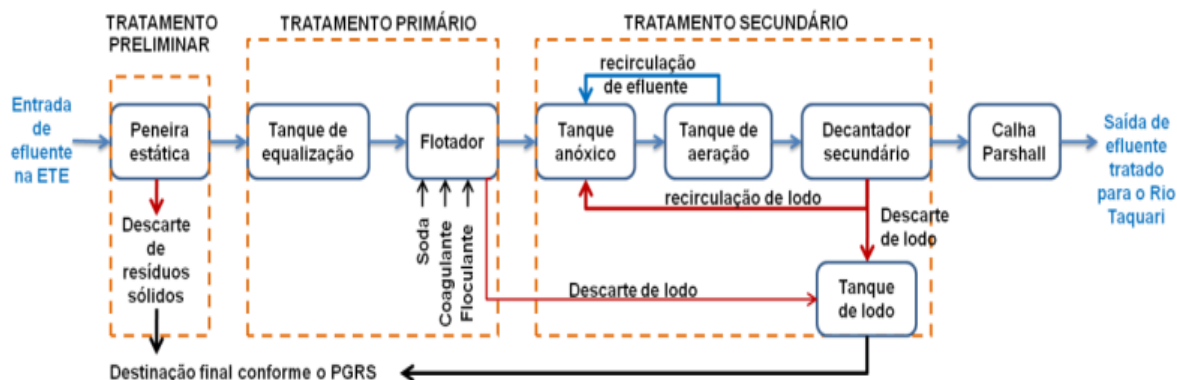 TRATAMENTO
PRELIMINAR
TRATAMENTO PRIMÁRIO
TRATAMENTO SECUNDÁRIO
Entrada
de
efluente
na ETE
Peneira
estática
Tanque de
equalização
Flotador
recirculação
de efluente
Tanque
anóxico
Tanque de
aeração
Decantador
secundário
Calha
Parshall
Saída de
efluente
tratado
para o Rio
Taquari
Descarte
de
resíduos
sólidos
Soda
Coagulante
Floculante
recirculação de lodo
Descarte
de lodo
Descarte de lodo
Tanque
de lodo
Destinação final conforme o PGRS